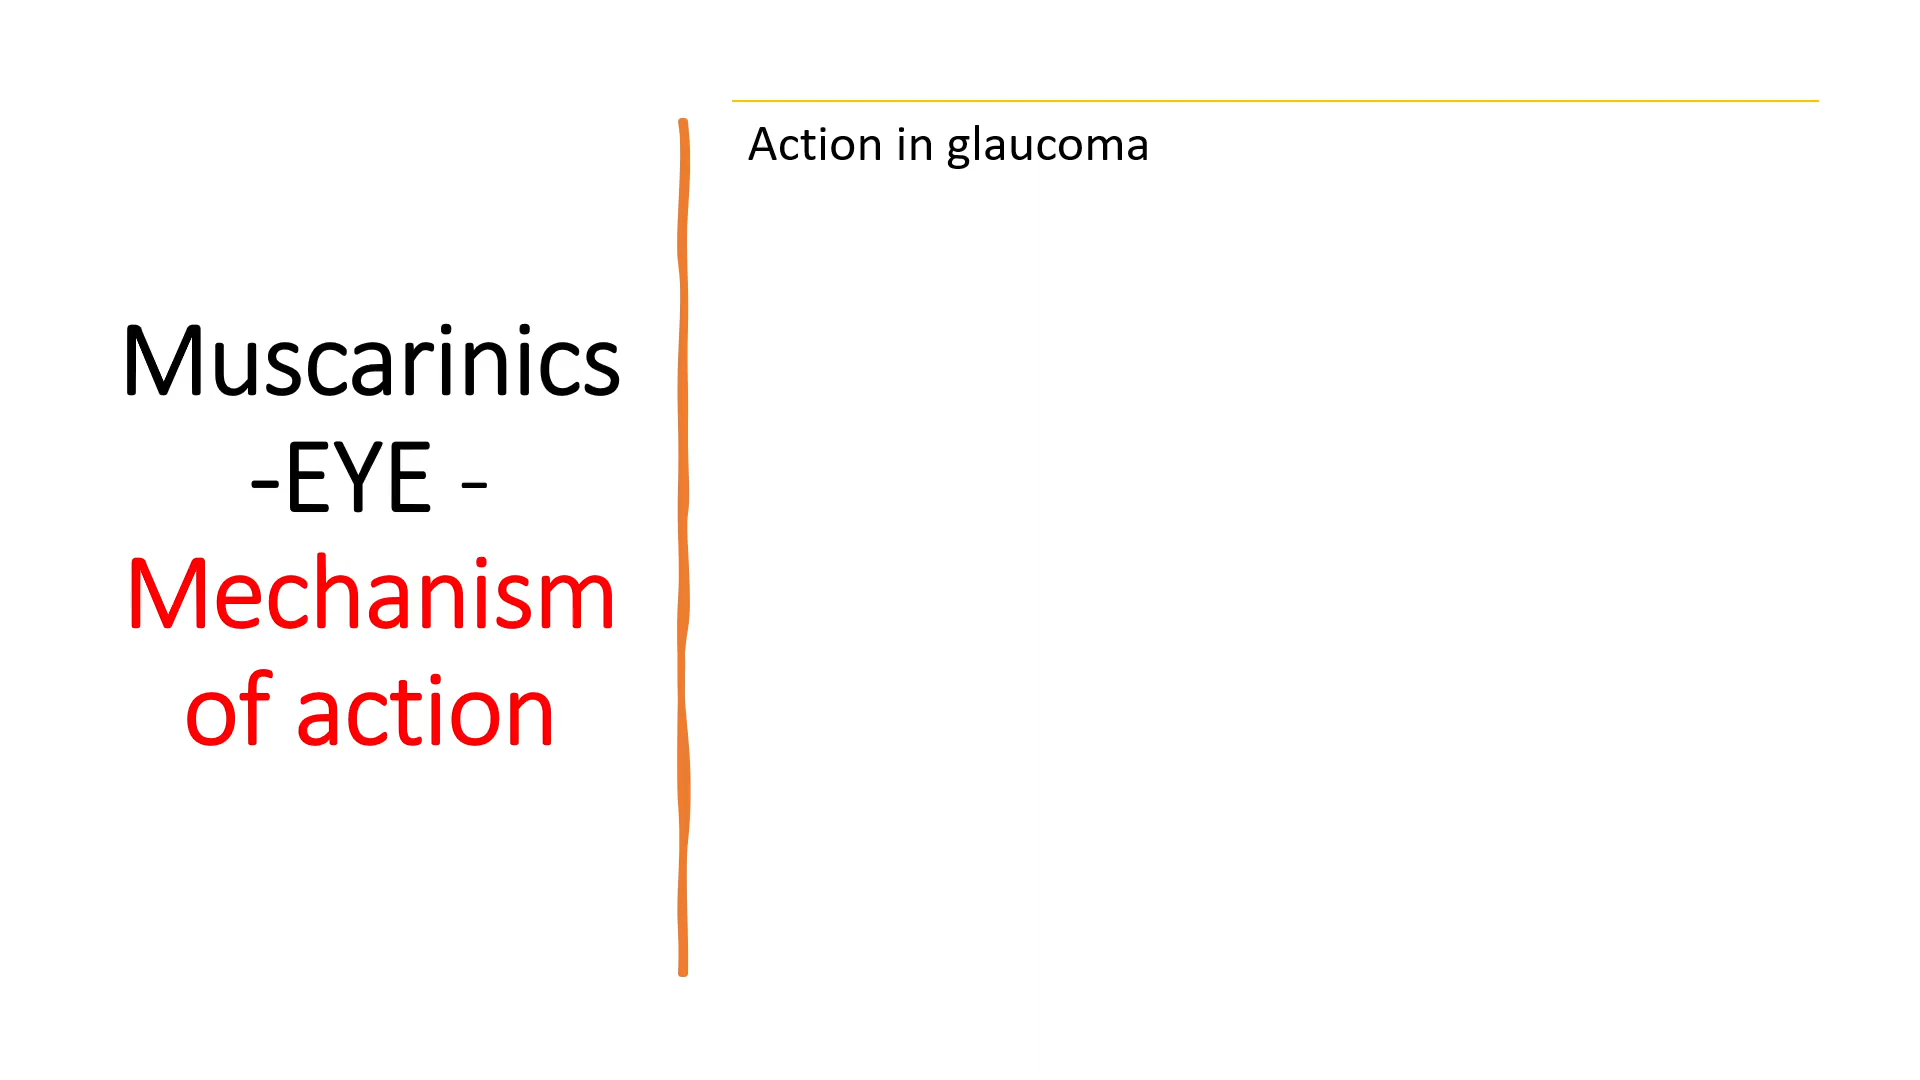 Muscarinics
-EYE -
Mechanism
of action
Action in glaucoma